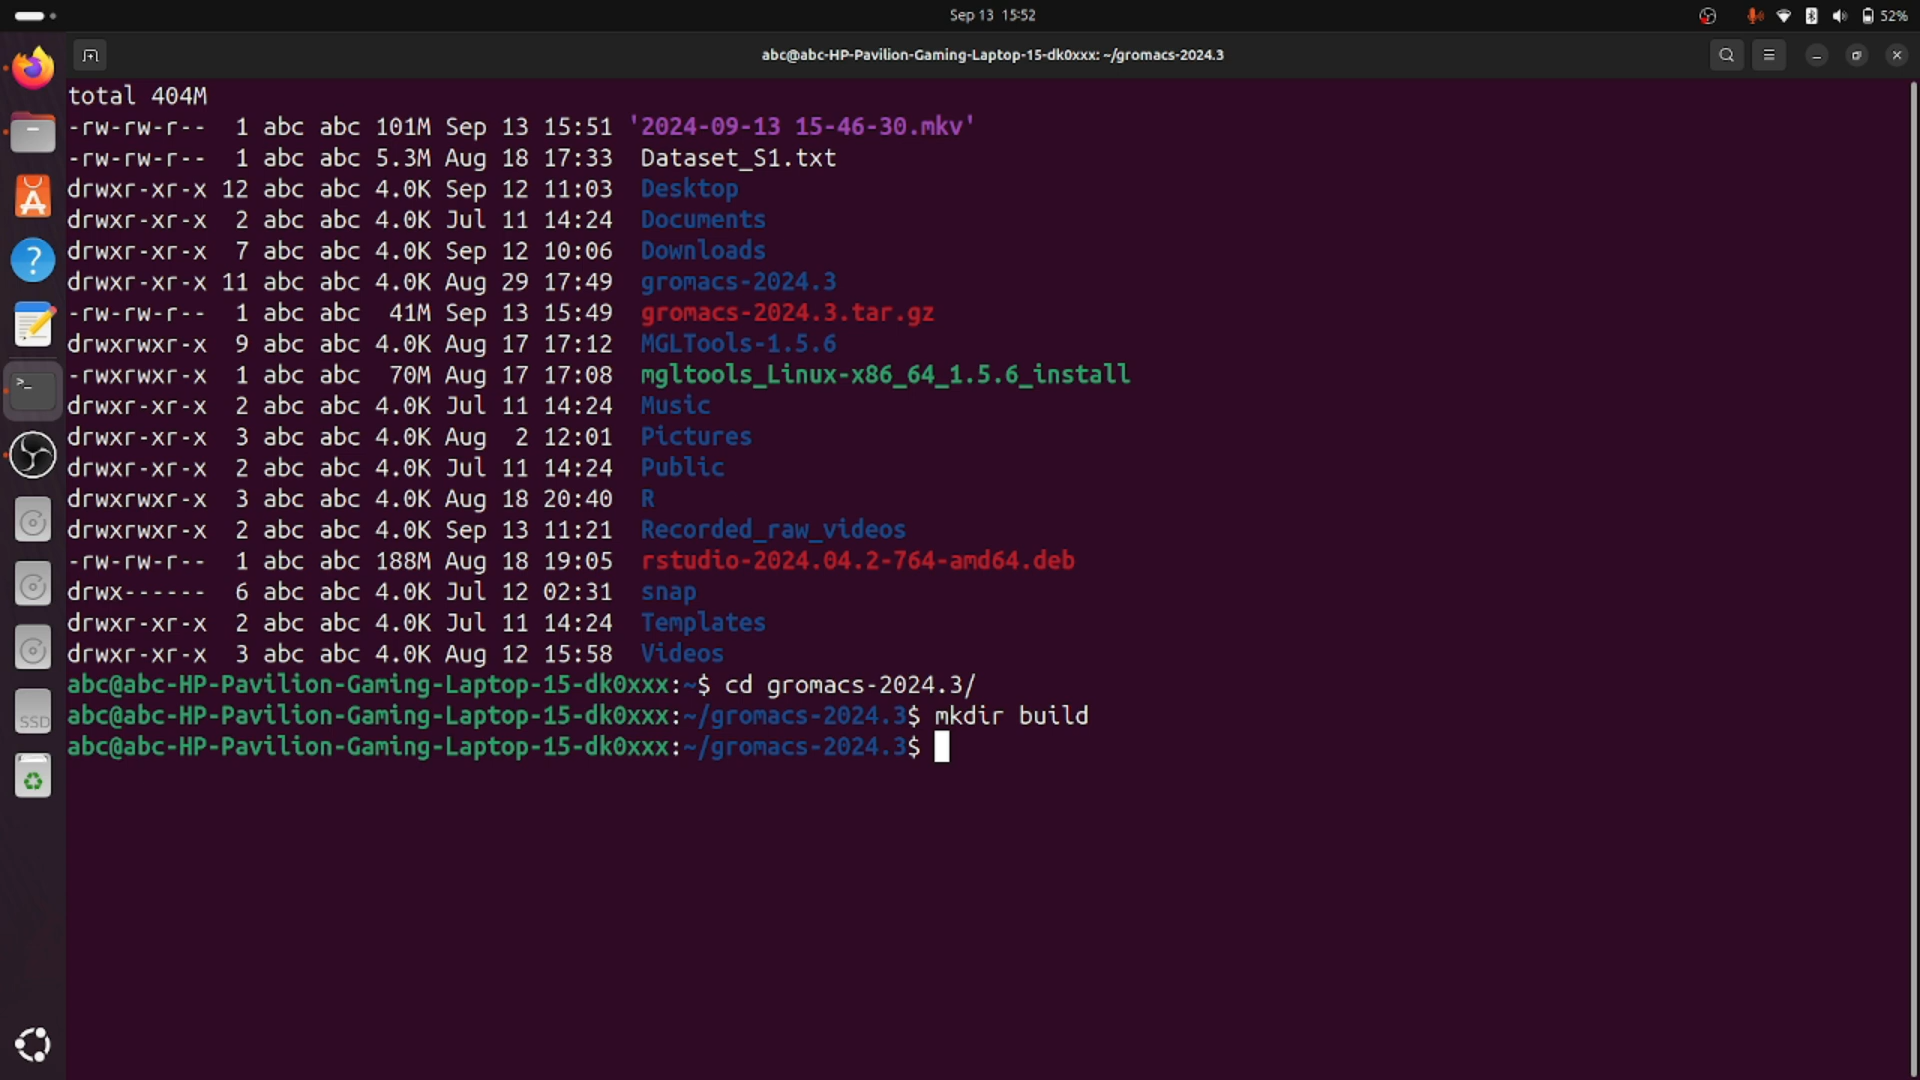 Sep 13 15:52
52%
abc@abc-HP-Pavilion-Gaming-Laptop-15-dk0xxx: ~/gromacs-2024.3
total 404M
-rw-rw-r--  1 abc abc 101M Sep 13 15:51 '2024-09-13 15-46-30.mkv'
-rw-rw-r--  1 abc abc 5.3M Aug 18 17:33  Dataset_S1.txt
drwxr-xr-x 12 abc abc 4.0K Sep 12 11:03  Desktop
drwxr-xr-x  2 abc abc 4.0K Jul 11 14:24  Documents
drwxr-xr-x  7 abc abc 4.0K Sep 12 10:06  Downloads
drwxr-xr-x 11 abc abc 4.0K Aug 29 17:49  gromacs-2024.3
-rw-rw-r--  1 abc abc  41M Sep 13 15:49  gromacs-2024.3.tar.gz
drwxrwxr-x  9 abc abc 4.0K Aug 17 17:12  MGLTools-1.5.6
-rwxrwxr-x  1 abc abc  70M Aug 17 17:08  mgltools_Linux-x86_64_1.5.6_install
drwxr-xr-x  2 abc abc 4.0K Jul 11 14:24  Music
drwxr-xr-x  3 abc abc 4.0K Aug  2 12:01  Pictures
drwxr-xr-x  2 abc abc 4.0K Jul 11 14:24  Public
drwxrwxr-x  3 abc abc 4.0K Aug 18 20:40  R
drwxrwxr-x  2 abc abc 4.0K Sep 13 11:21  Recorded_raw_videos
-rw-rw-r--  1 abc abc 188M Aug 18 19:05  rstudio-2024.04.2-764-amd64.deb
drwx------  6 abc abc 4.0K Jul 12 02:31  snap
drwxr-xr-x  2 abc abc 4.0K Jul 11 14:24  Templates
drwxr-xr-x  3 abc abc 4.0K Aug 12 15:58  Videos
abc@abc-HP-Pavilion-Gaming-Laptop-15-dk0xxx:~$ cd gromacs-2024.3/
abc@abc-HP-Pavilion-Gaming-Laptop-15-dk0xxx:~/gromacs-2024.3$ mkdir build
abc@abc-HP-Pavilion-Gaming-Laptop-15-dk0xxx:~/gromacs-2024.3$
SSD